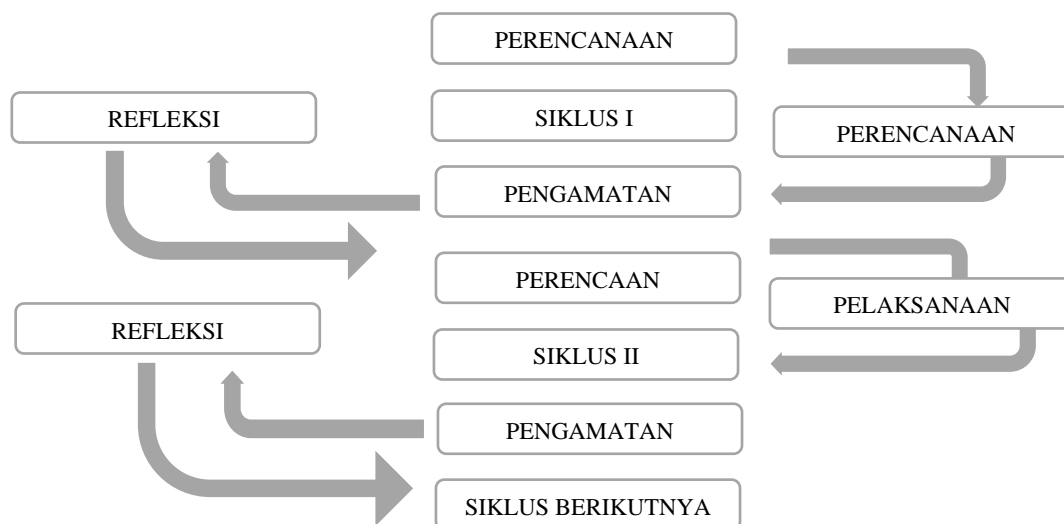 PERENCANAAN
REFLEKSI
SIKLUS I
PERENCANAAN
PENGAMATAN
PERENCAAN
REFLEKSI
PELAKSANAAN
SIKLUS II
PENGAMATAN
SIKLUS BERIKUTNYA